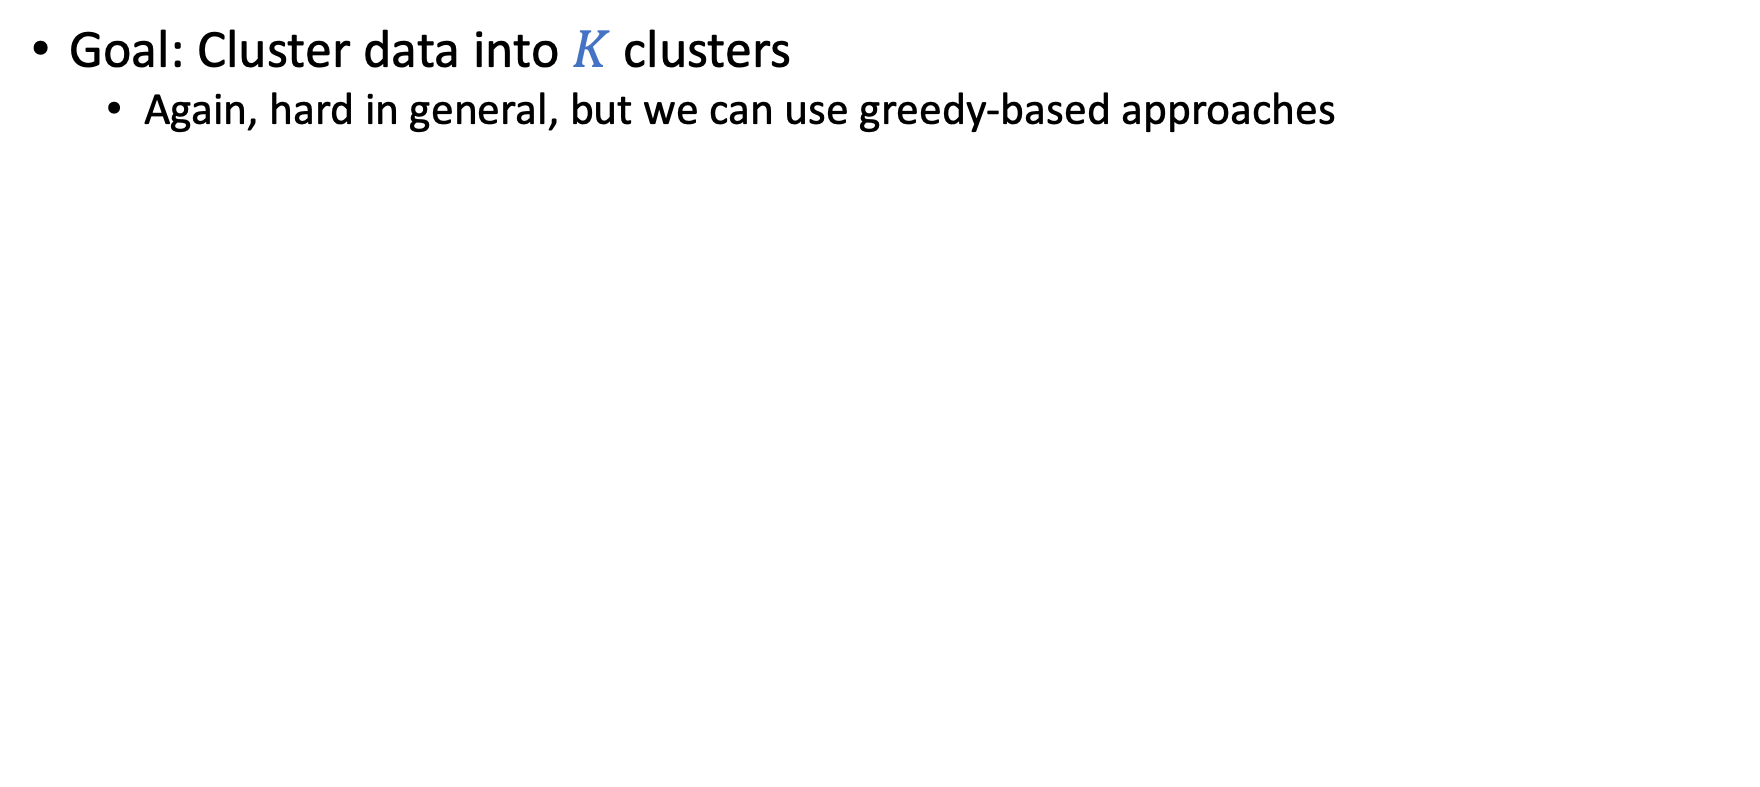 • Goal: Cluster data into K clusters
• Again, hard in general, but we can use greedy-based approaches